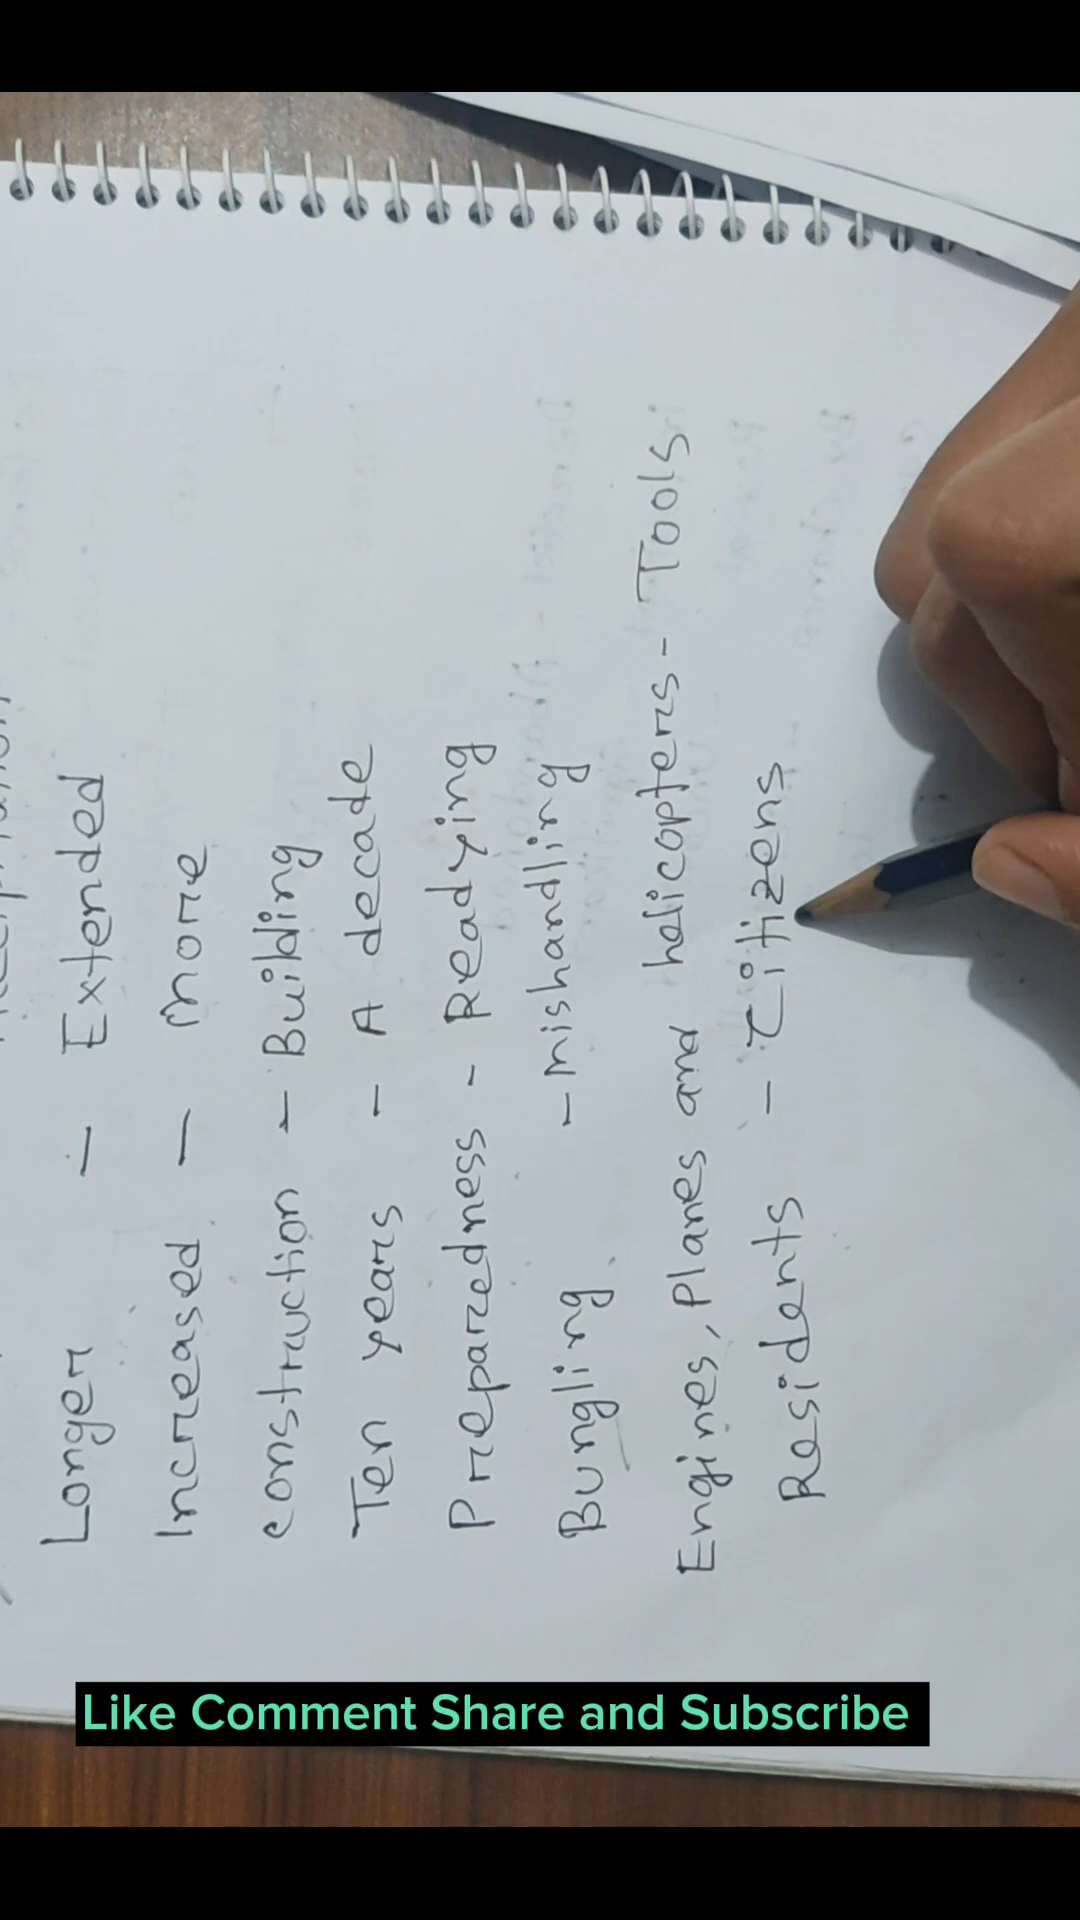 Longer - Extended
Increased - more
construction - Building
Ten years - A decade
Preparedness - Readying
Bungling - mishandling
Engines, Planes and helicopters - Tools
Residents - Citizens
Like Comment Share and Subscribe